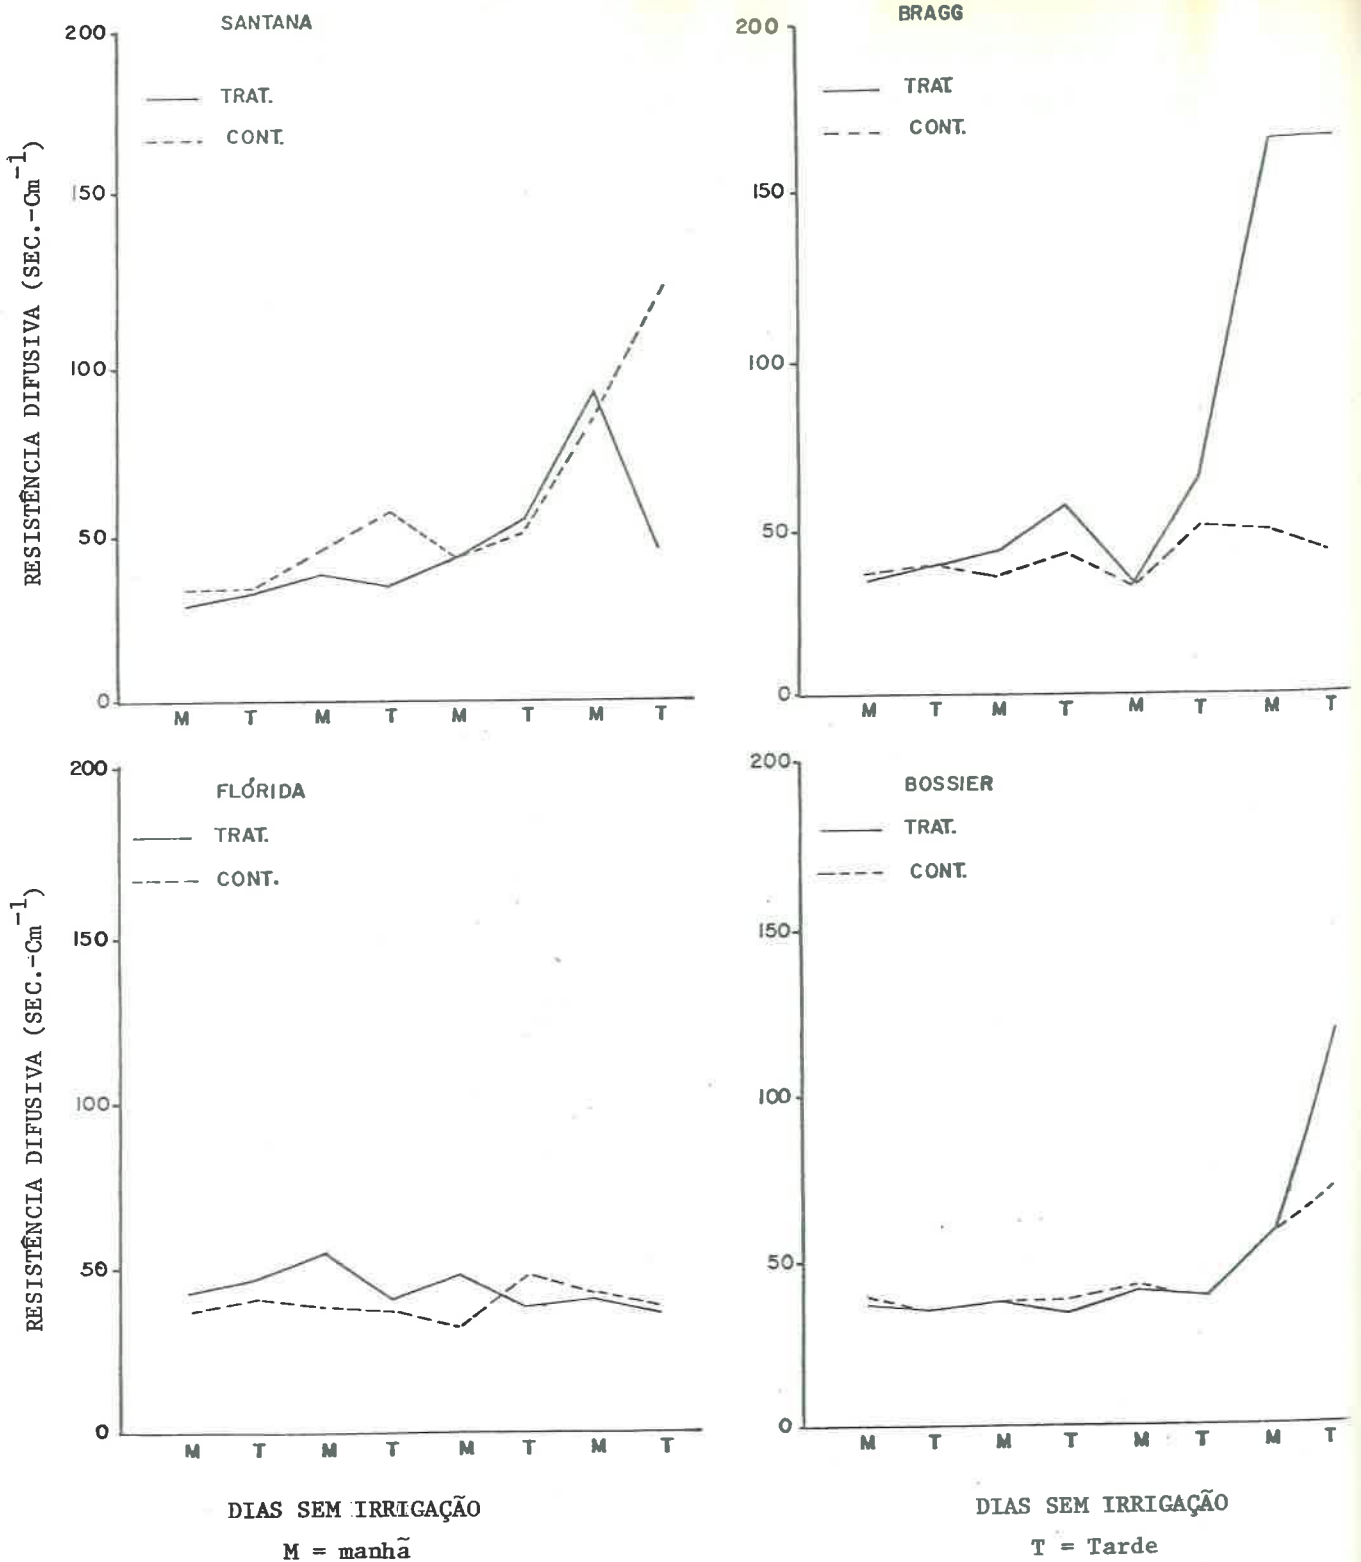 SANTANA
TRAT.
CONT.
RESISTÊNCIA DIFUSIVA (SEC.-Cm⁻¹)
200
150
100
50
0
M T M T M T M T
BRAGG
TRAT
CONT.
200
150
100
50
0
M T M T M T M T
FLÓRIDA
TRAT.
CONT.
RESISTÊNCIA DIFUSIVA (SEC.-Cm⁻¹)
200
150
100
50
0
M T M T M T M T
DIAS SEM IRRIGAÇÃO
M = manhã
BOSSIER
TRAT.
CONT.
200
150
100
50
0
M T M T M T M T
DIAS SEM IRRIGAÇÃO
T = Tarde